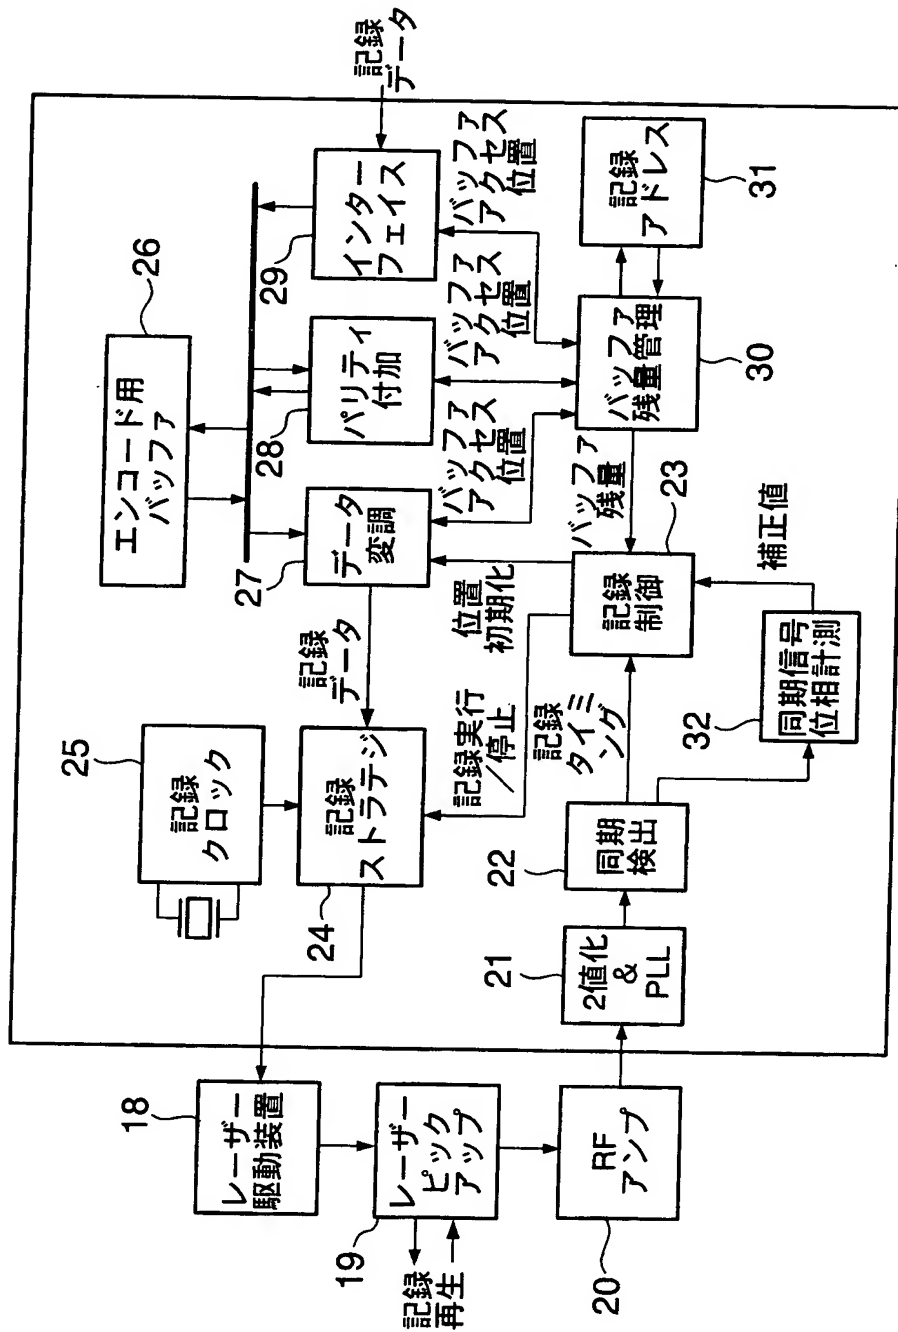 18
レーザー
駆動装置
19
レーザー
ピック
アップ
記録
再生
20
RF
アンプ
25
記録
クロック
24
記録
ストラテジ
記録
データ
記録実行
/停止
21
2値化
&
PLL
22
同期
検出
記録
タイミ
ング
32
同期信号
位相計測
補正値
23
記録
制御
位置
初期化
26
エンコード用
バッファ
27
データ
変調
28
パリティ
付加
29
インター
フェイス
記録
データ
バッファ
アクセス
位置
バッファ
アクセス
位置
バッファ
アクセス
位置
バッファ
残量
30
バッファ
残量管理
31
記録
アドレス